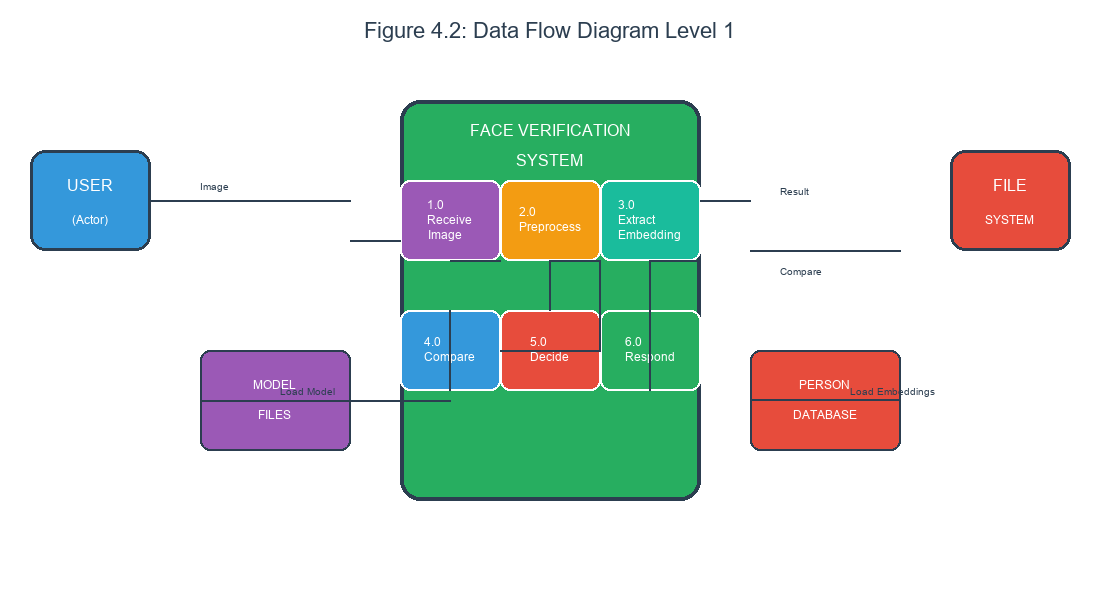 Figure 4.2: Data Flow Diagram Level 1
FACE VERIFICATION
SYSTEM
USER
(Actor)
Image
1.0
Receive
Image
2.0
Preprocess
3.0
Extract
Embedding
Result
Compare
FILE
SYSTEM
4.0
Compare
5.0
Decide
6.0
Respond
MODEL
Load Model
FILES
PERSON
Load Embeddings
DATABASE